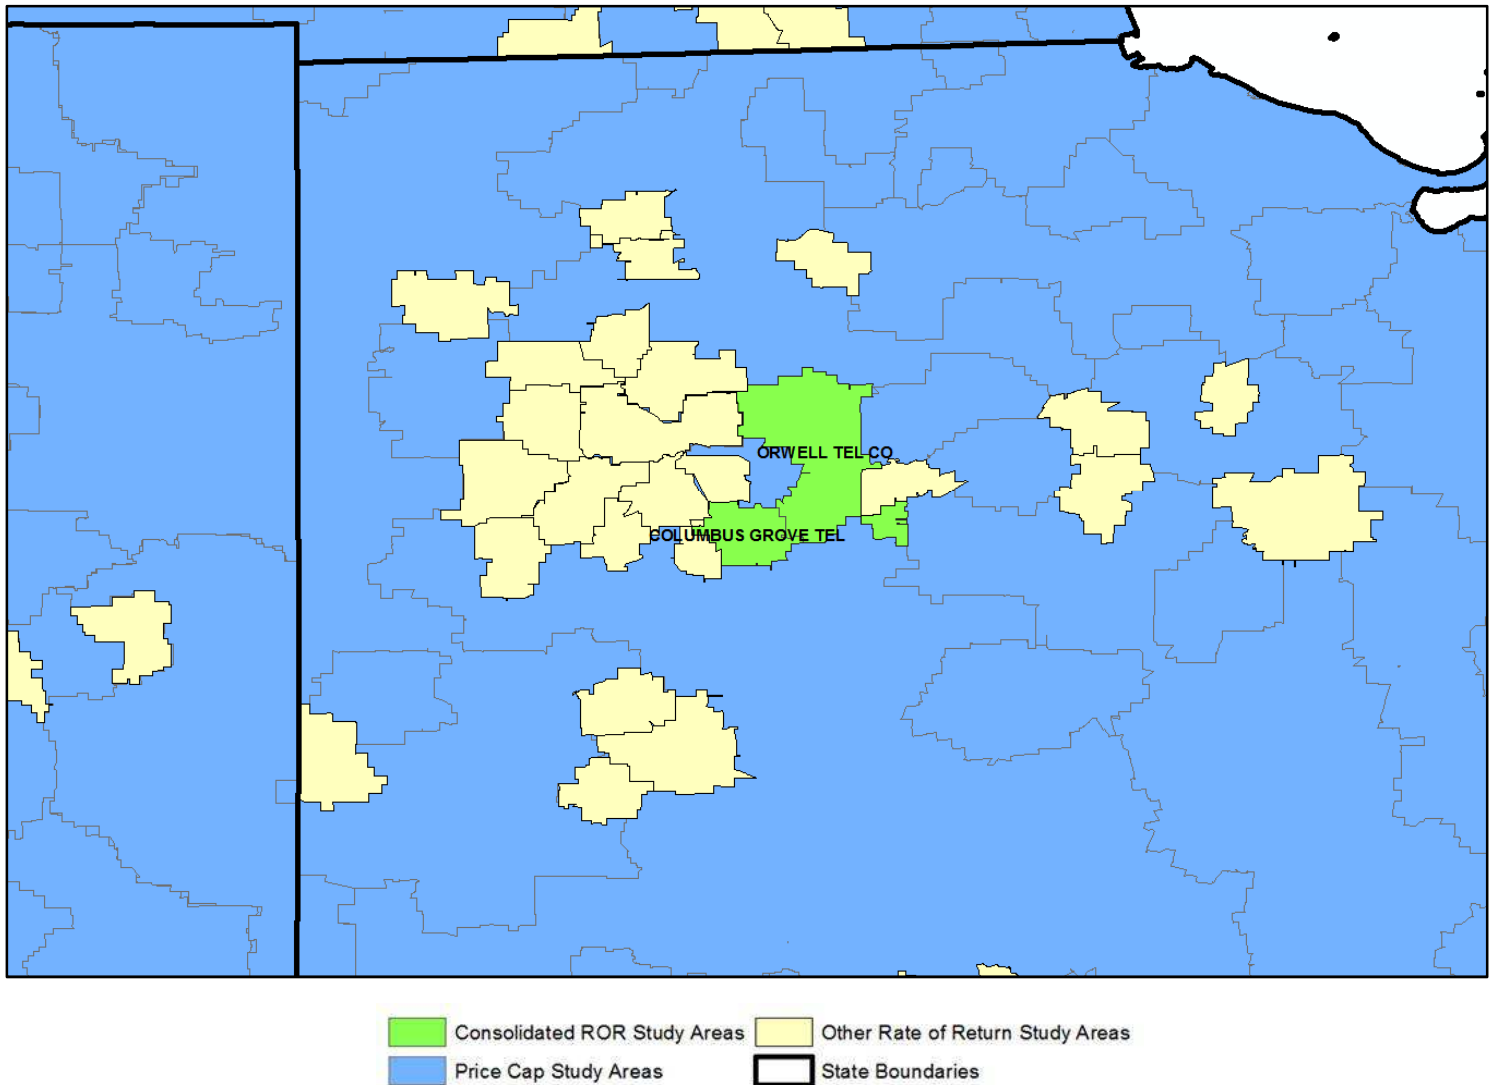 ORWELL TEL CO
COLUMBUS GROVE TEL
Consolidated ROR Study Areas
Other Rate of Return Study Areas
Price Cap Study Areas
State Boundaries